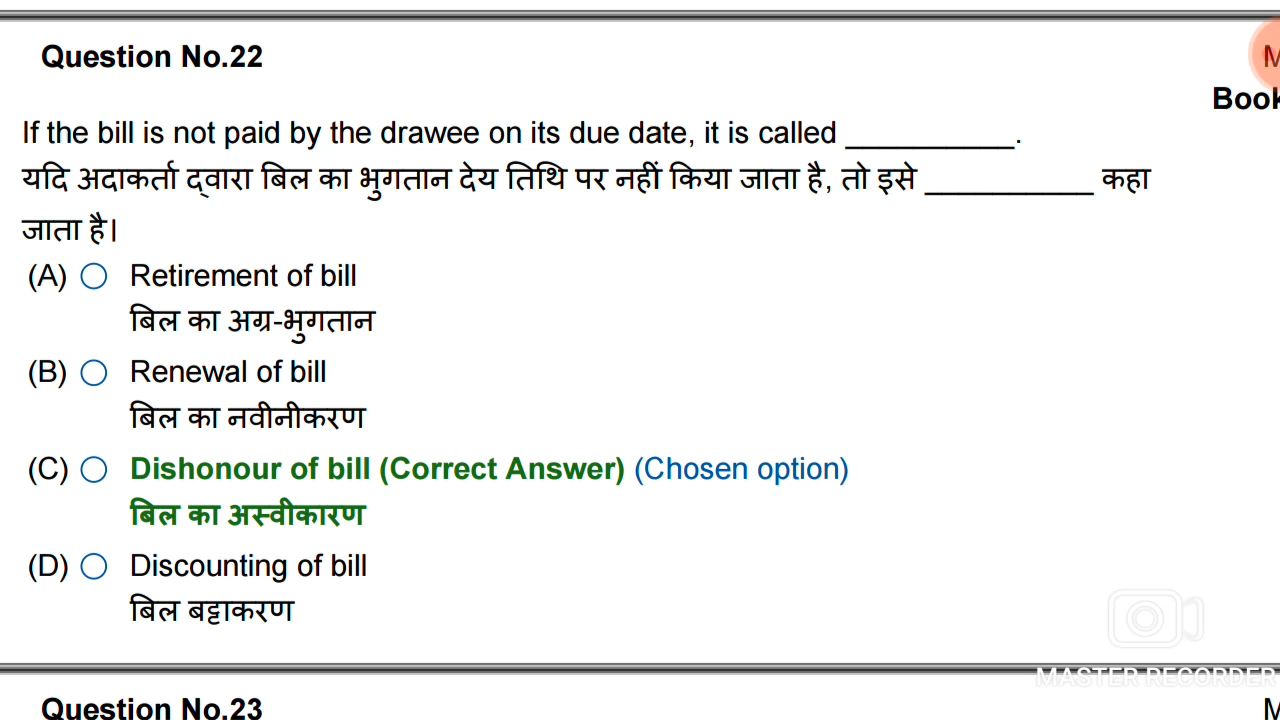 Question No.22
M
Book
If the bill is not paid by the drawee on its due date, it is called __________.
यदि अदाकर्ता द्वारा बिल का भुगतान देय तिथि पर नहीं किया जाता है, तो इसे __________ कहा
जाता है।
(A) Retirement of bill
बिल का अग्र-भुगतान
(B) Renewal of bill
बिल का नवीनीकरण
(C) Dishonour of bill (Correct Answer) (Chosen option)
बिल का अस्वीकारण
(D) Discounting of bill
बिल बट्टाकरण
MASTER RECORDER
Question No.23
M